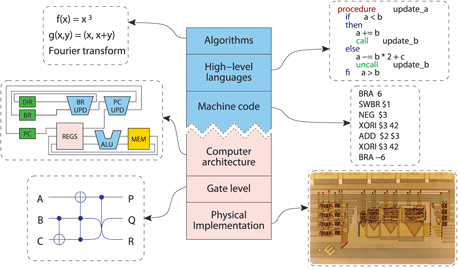 f(x) = x ³
g(x,y) = (x, x+y)
Fourier transform
Algorithms
High–level
languages
Machine code
Computer
architecture
Gate level
Physical
Implementation
procedure update_a
if a < b
then
a += b
call update_b
else
a –= b * 2 + c
uncall update_b
fi a > b
DIR
BR
BR
UPD
PC
UPD
PC
REGS
ALU
MEM
BRA 6
SWBR $1
NEG $3
XORI $3 42
ADD $2 $3
XORI $3 42
BRA –6
A P
B Q
C R